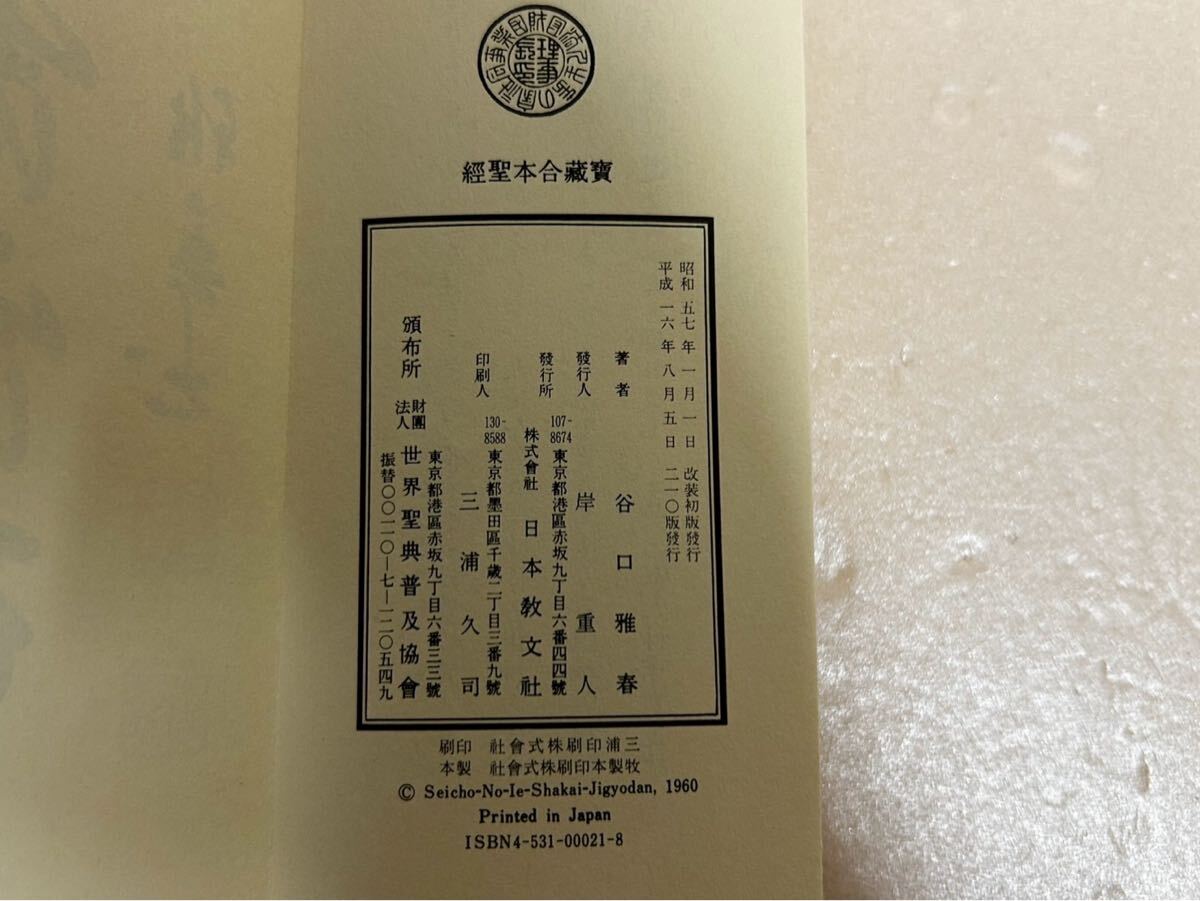 理事長印
經聖本合藏寶
昭和五七年一月一日 改装初版發行
平成一六年八月五日 二一〇版發行
著者 谷口雅春
發行人 岸重人
107-8674 東京都港區赤坂九丁目六番四四號
發行所 株式會社 日本教文社
130-8588 東京都墨田區千歳二丁目三番九號
印刷人 三浦久司
東京都港區赤坂九丁目六番三三號
頒布所 財團法人 世界聖典普及協會
振替〇〇一一〇―七―一二〇五四九
刷印 社會式株刷印浦三
本製 社會式株刷印本製牧
© Seicho-No-Ie-Shakai-Jigyodan, 1960
Printed in Japan
ISBN4-531-00021-8